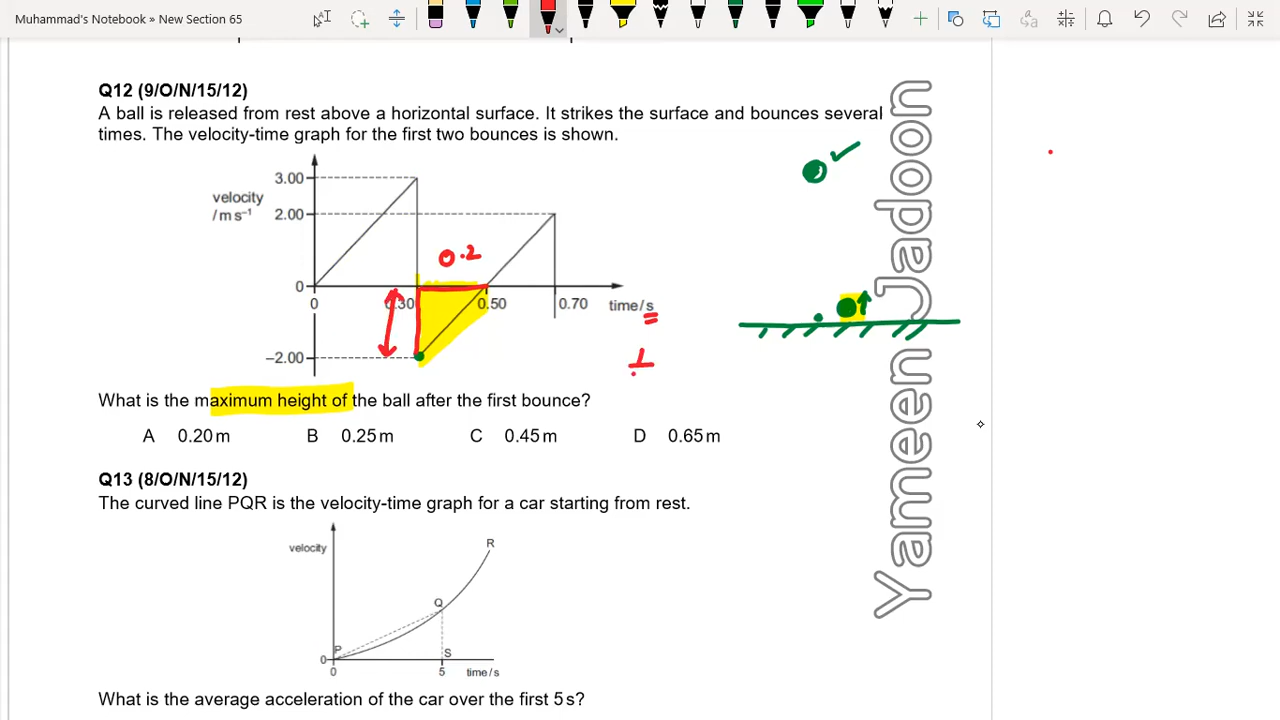 Muhammad's Notebook » New Section 65
Q12 (9/O/N/15/12)
A ball is released from rest above a horizontal surface. It strikes the surface and bounces several
times. The velocity-time graph for the first two bounces is shown.
velocity
/m s⁻¹
3.00
2.00
0
-2.00
0
0.30
0.50
0.70
time/s
0.2
What is the maximum height of the ball after the first bounce?
A 0.20 m B 0.25 m C 0.45 m D 0.65 m
Q13 (8/O/N/15/12)
The curved line PQR is the velocity-time graph for a car starting from rest.
velocity
R
Q
P
S
0
0
5
time/s
What is the average acceleration of the car over the first 5 s?
Yameen Jadoon